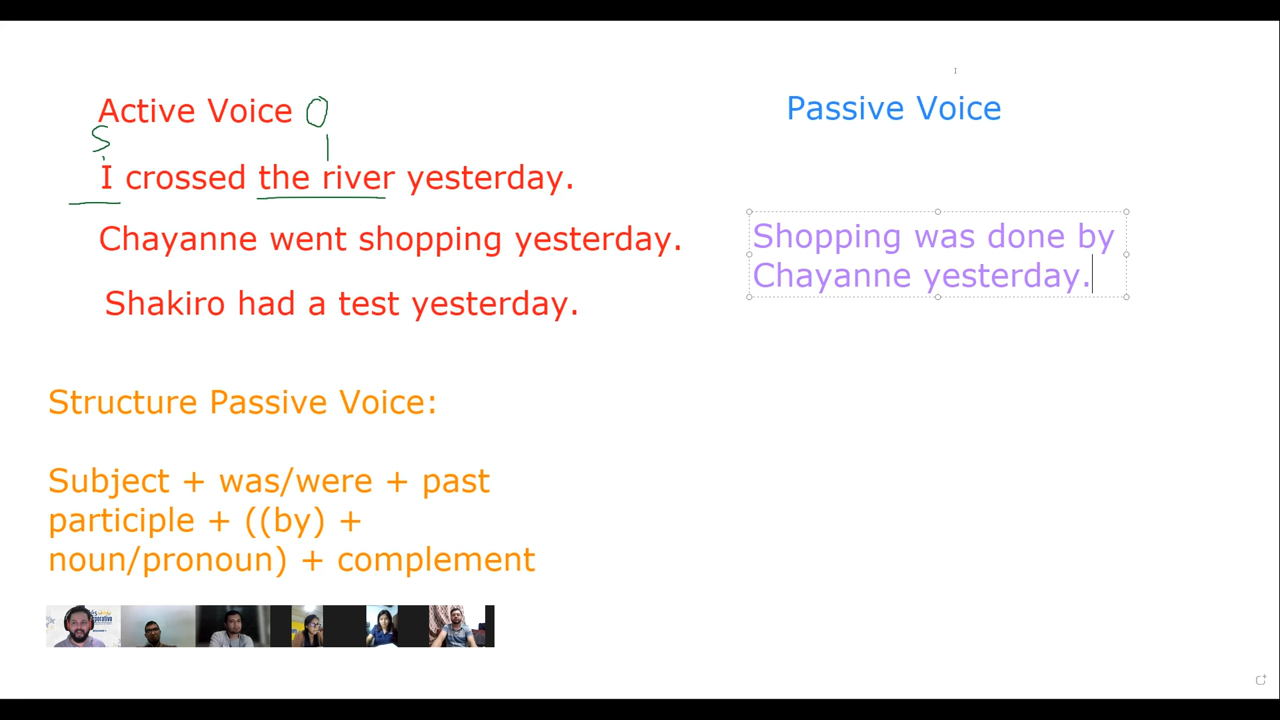 Active Voice O
Passive Voice
S
I crossed the river yesterday.
Chayanne went shopping yesterday.
Shopping was done by
Chayanne yesterday.
Shakiro had a test yesterday.
Structure Passive Voice:
Subject + was/were + past
participle + ((by) +
noun/pronoun) + complement